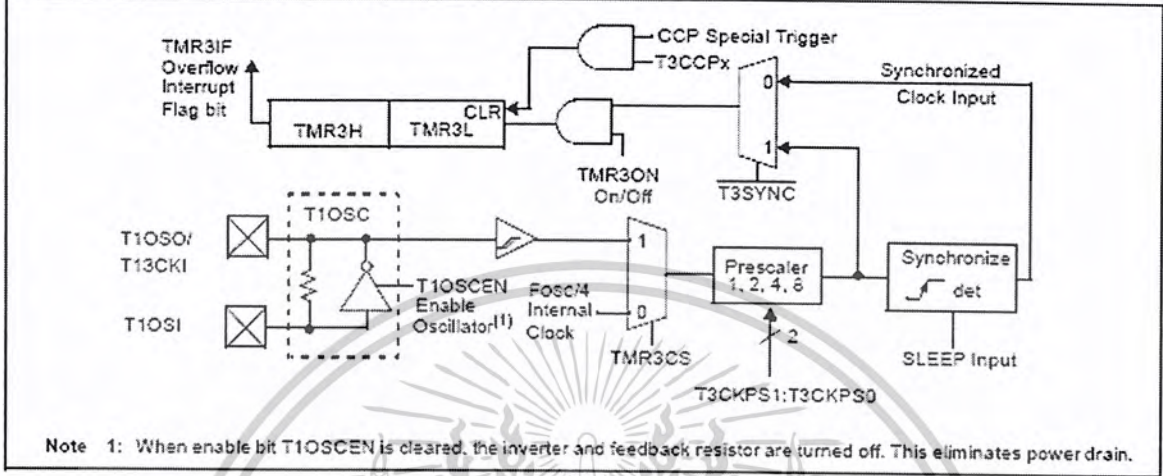 TMR3IF
Overflow
Interrupt
Flag bit
TMR3H
TMR3L
CLR
CCP Special Trigger
T3CCPx
0
1
Synchronized
Clock Input
TMR3ON
On/Off
T3SYNC
T1OSC
T1OSO/
T13CKI
T1OSI
T1OSCEN
Enable
Oscillator(1)
Fosc/4
Internal
Clock
1
0
TMR3CS
Prescaler
1, 2, 4, 8
2
T3CKPS1:T3CKPS0
Synchronize
det
SLEEP Input
Note 1: When enable bit T1OSCEN is cleared, the inverter and feedback resistor are turned off. This eliminates power drain.